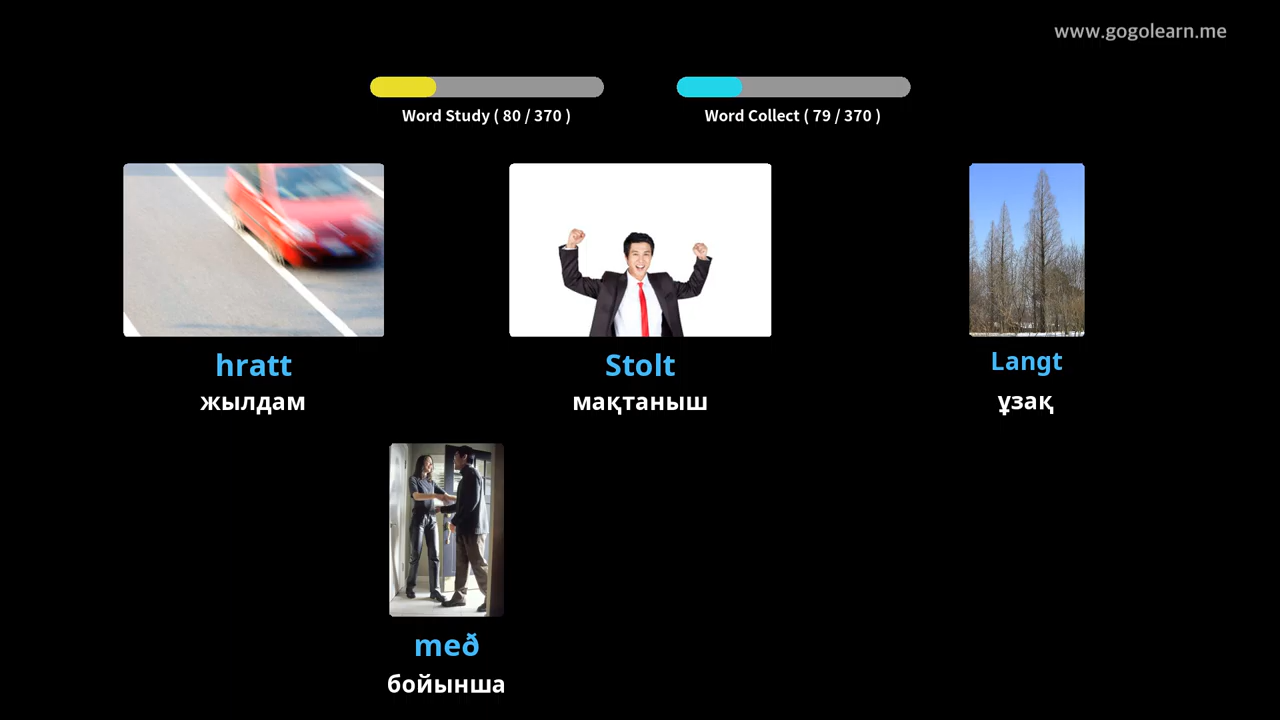 www.gogolearn.me
Word Study ( 80 / 370 )
Word Collect ( 79 / 370 )
hratt
жылдам
Stolt
мақтаныш
Langt
ұзақ
með
бойынша